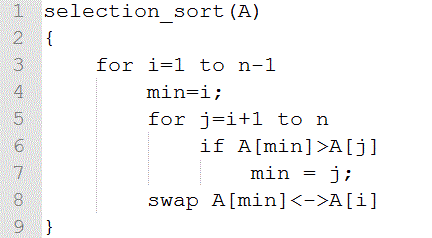 1 selection_sort(A)
2 {
3 for i=1 to n-1
4 min=i;
5 for j=i+1 to n
6 if A[min]>A[j]
7 min = j;
8 swap A[min]<->A[i]
9 }